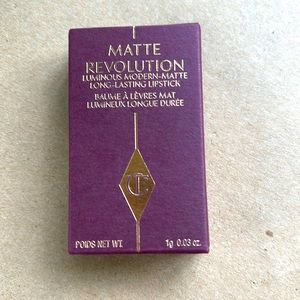 MATTE
REVOLUTION
LUMINOUS MODERN-MATTE
LONG-LASTING LIPSTICK
BAUME À LÈVRES MAT
LUMINEUX LONGUE DURÉE
CT
POIDS NET WT. 1g 0.03 oz.